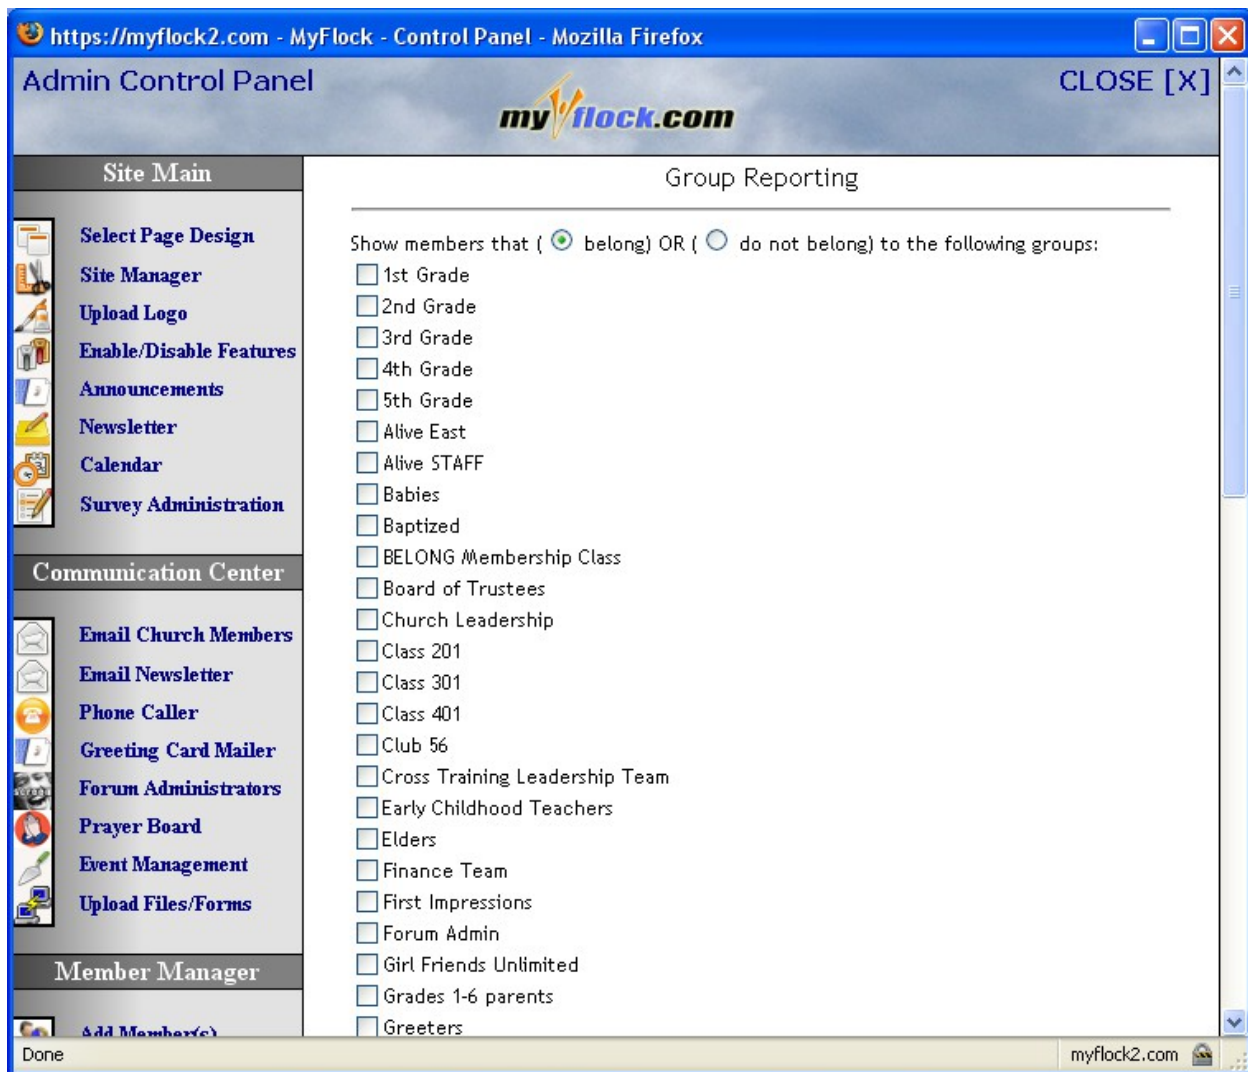 https://myflock2.com - MyFlock - Control Panel - Mozilla Firefox
Admin Control Panel
myflock.com
CLOSE [X]
Site Main
Select Page Design
Site Manager
Upload Logo
Enable/Disable Features
Announcements
Newsletter
Calendar
Survey Administration
Communication Center
Email Church Members
Email Newsletter
Phone Caller
Greeting Card Mailer
Forum Administrators
Prayer Board
Event Management
Upload Files/Forms
Member Manager
Add Member(s)
Group Reporting
Show members that ( belong) OR ( do not belong) to the following groups:
1st Grade
2nd Grade
3rd Grade
4th Grade
5th Grade
Alive East
Alive STAFF
Babies
Baptized
BELONG Membership Class
Board of Trustees
Church Leadership
Class 201
Class 301
Class 401
Club 56
Cross Training Leadership Team
Early Childhood Teachers
Elders
Finance Team
First Impressions
Forum Admin
Girl Friends Unlimited
Grades 1-6 parents
Greeters
Done
myflock2.com